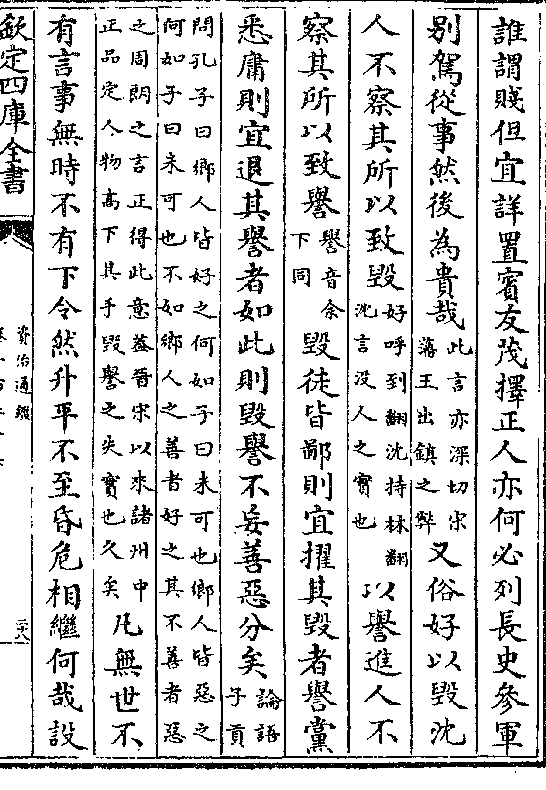 誰謂賤但宜詳置賓友茂擇正人亦何必列長史參軍
別駕從事然後為貴哉此言亦深切宋
藩王出鎮之弊又俗好以毀沈
人不察其所以致毀好呼到翻沈持林翻
沈言没人之實也以譽進人不
察其所以致譽譽音余
下同毀徒皆鄙則宜擢其毀者譽黨
悉庸則宜退其譽者如此則毀譽不妄善惡分矣論語
子貢
問孔子曰鄉人皆好之何如子曰未可也鄉人皆惡之
何如子曰未可也不如鄉人之善者好之其不善者惡
之周朗之言正得此意葢晉宋以來諸州中
正品定人物高下其手毀譽之失實也久矣凡無世不
有言事無時不有下令然升平不至昏危相繼何哉設
欽定四庫全書
資治通鑑
二十八